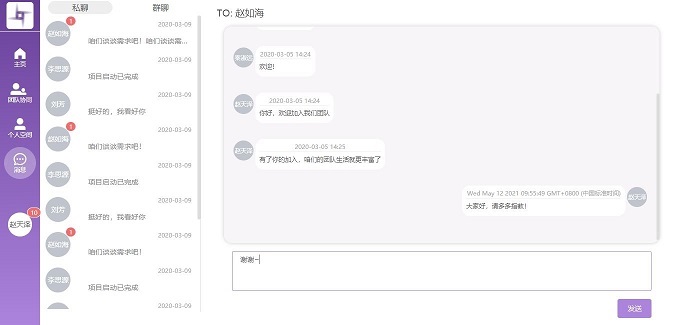 主页
团队协同
个人空间
消息
赵天泽
10
私聊
群聊
赵如海
1
2020-03-09
咱们谈谈需求吧！咱们谈谈需...
李思源
2020-03-09
项目启动已完成
刘芳
2020-03-09
挺好的，我看好你
赵如海
1
2020-03-09
咱们谈谈需求吧！
李思源
2020-03-09
项目启动已完成
刘芳
2020-03-09
挺好的，我看好你
赵如海
1
2020-03-09
咱们谈谈需求吧！
李思源
2020-03-09
项目启动已完成
2020-03-09
TO: 赵如海
2020-03-05 14:24
欢迎！
赵天泽
2020-03-05 14:24
你好，欢迎加入我们团队
赵天泽
2020-03-05 14:25
有了你的加入，咱们的团队生活就更丰富了
Wed May 12 2021 09:55:49 GMT+0800 (中国标准时间)
大家好，请多多指教！
赵天泽
谢谢~
发送